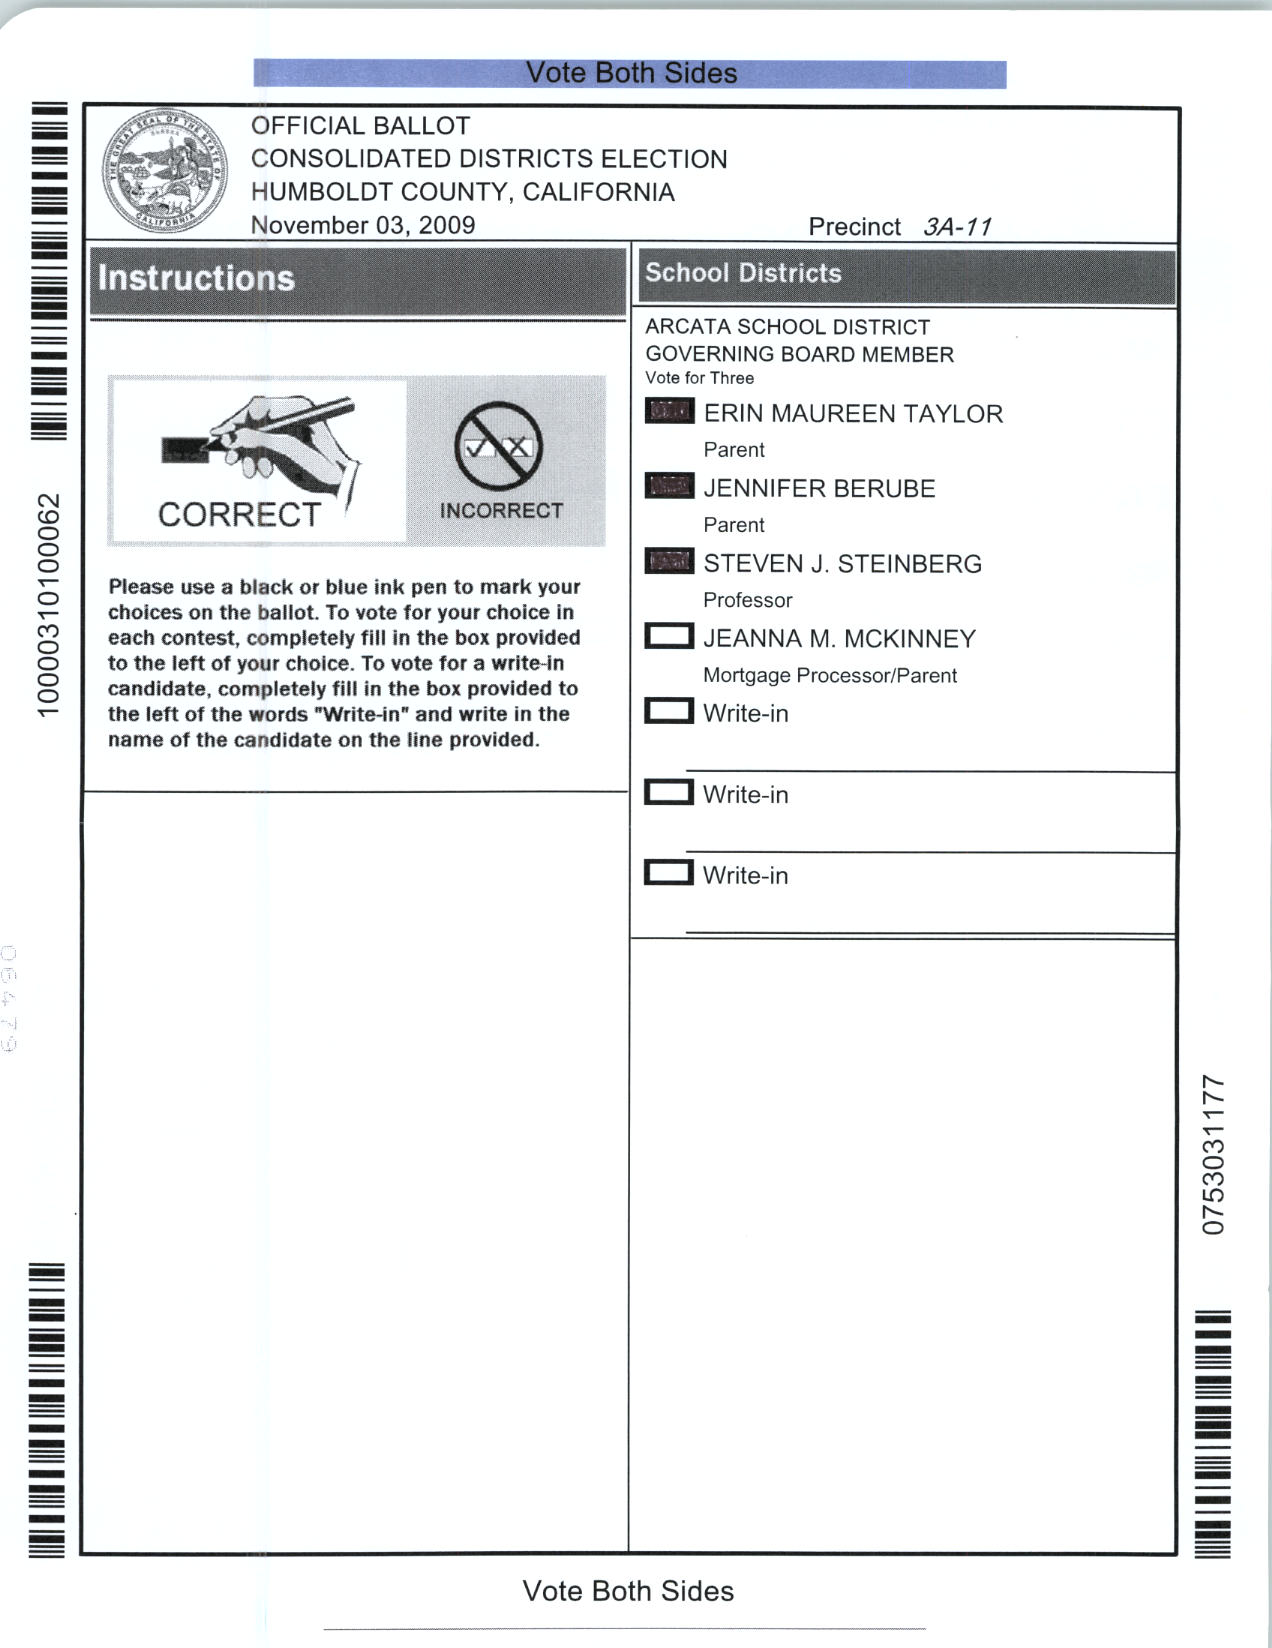 Vote Both Sides
OFFICIAL BALLOT
CONSOLIDATED DISTRICTS ELECTION
HUMBOLDT COUNTY, CALIFORNIA
November 03, 2009
Precinct 3A-11
THE GREAT SEAL OF THE STATE OF CALIFORNIA
EUREKA
Instructions
CORRECT
INCORRECT
Please use a black or blue ink pen to mark your
choices on the ballot. To vote for your choice in
each contest, completely fill in the box provided
to the left of your choice. To vote for a write-in
candidate, completely fill in the box provided to
the left of the words "Write-in" and write in the
name of the candidate on the line provided.
School Districts
ARCATA SCHOOL DISTRICT
GOVERNING BOARD MEMBER
Vote for Three
ERIN MAUREEN TAYLOR
Parent
JENNIFER BERUBE
Parent
STEVEN J. STEINBERG
Professor
JEANNA M. MCKINNEY
Mortgage Processor/Parent
Write-in
Write-in
Write-in
10000310100062
0753031177
Vote Both Sides